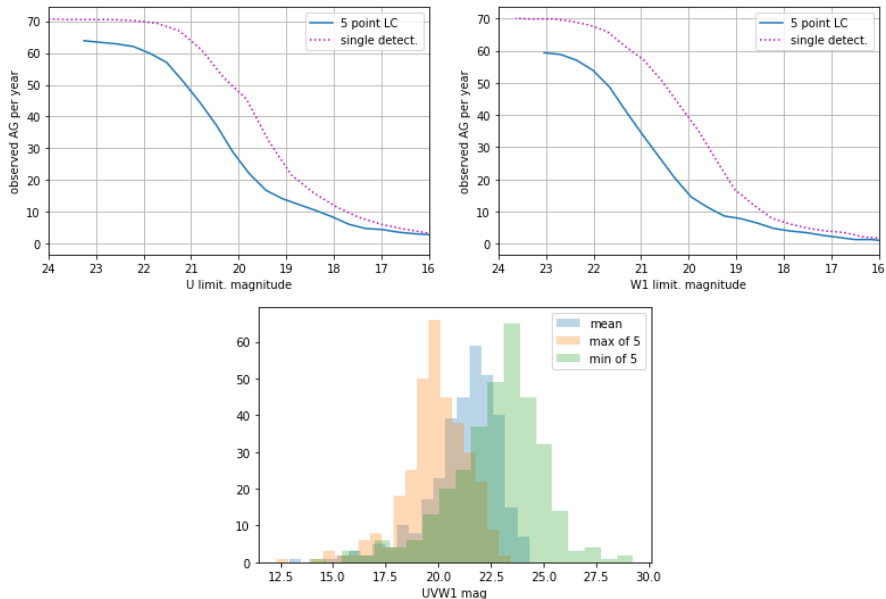 70
60
50
40
30
20
10
0
observed AG per year
5 point LC
single detect.
24 23 22 21 20 19 18 17 16
U limit. magnitude
70
60
50
40
30
20
10
0
observed AG per year
5 point LC
single detect.
24 23 22 21 20 19 18 17 16
W1 limit. magnitude
60
50
40
30
20
10
0
mean
max of 5
min of 5
12.5 15.0 17.5 20.0 22.5 25.0 27.5 30.0
UVW1 mag